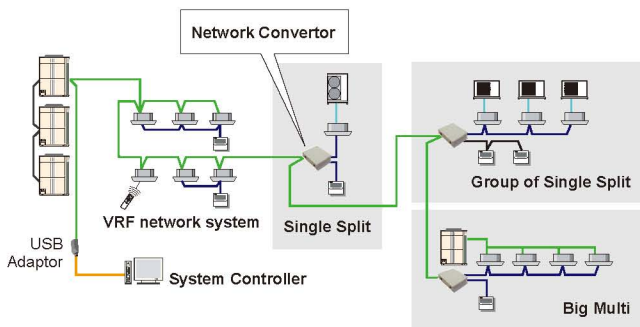 Network Convertor
VRF network system
Single Split
Group of Single Split
USB
Adaptor
System Controller
Big Multi